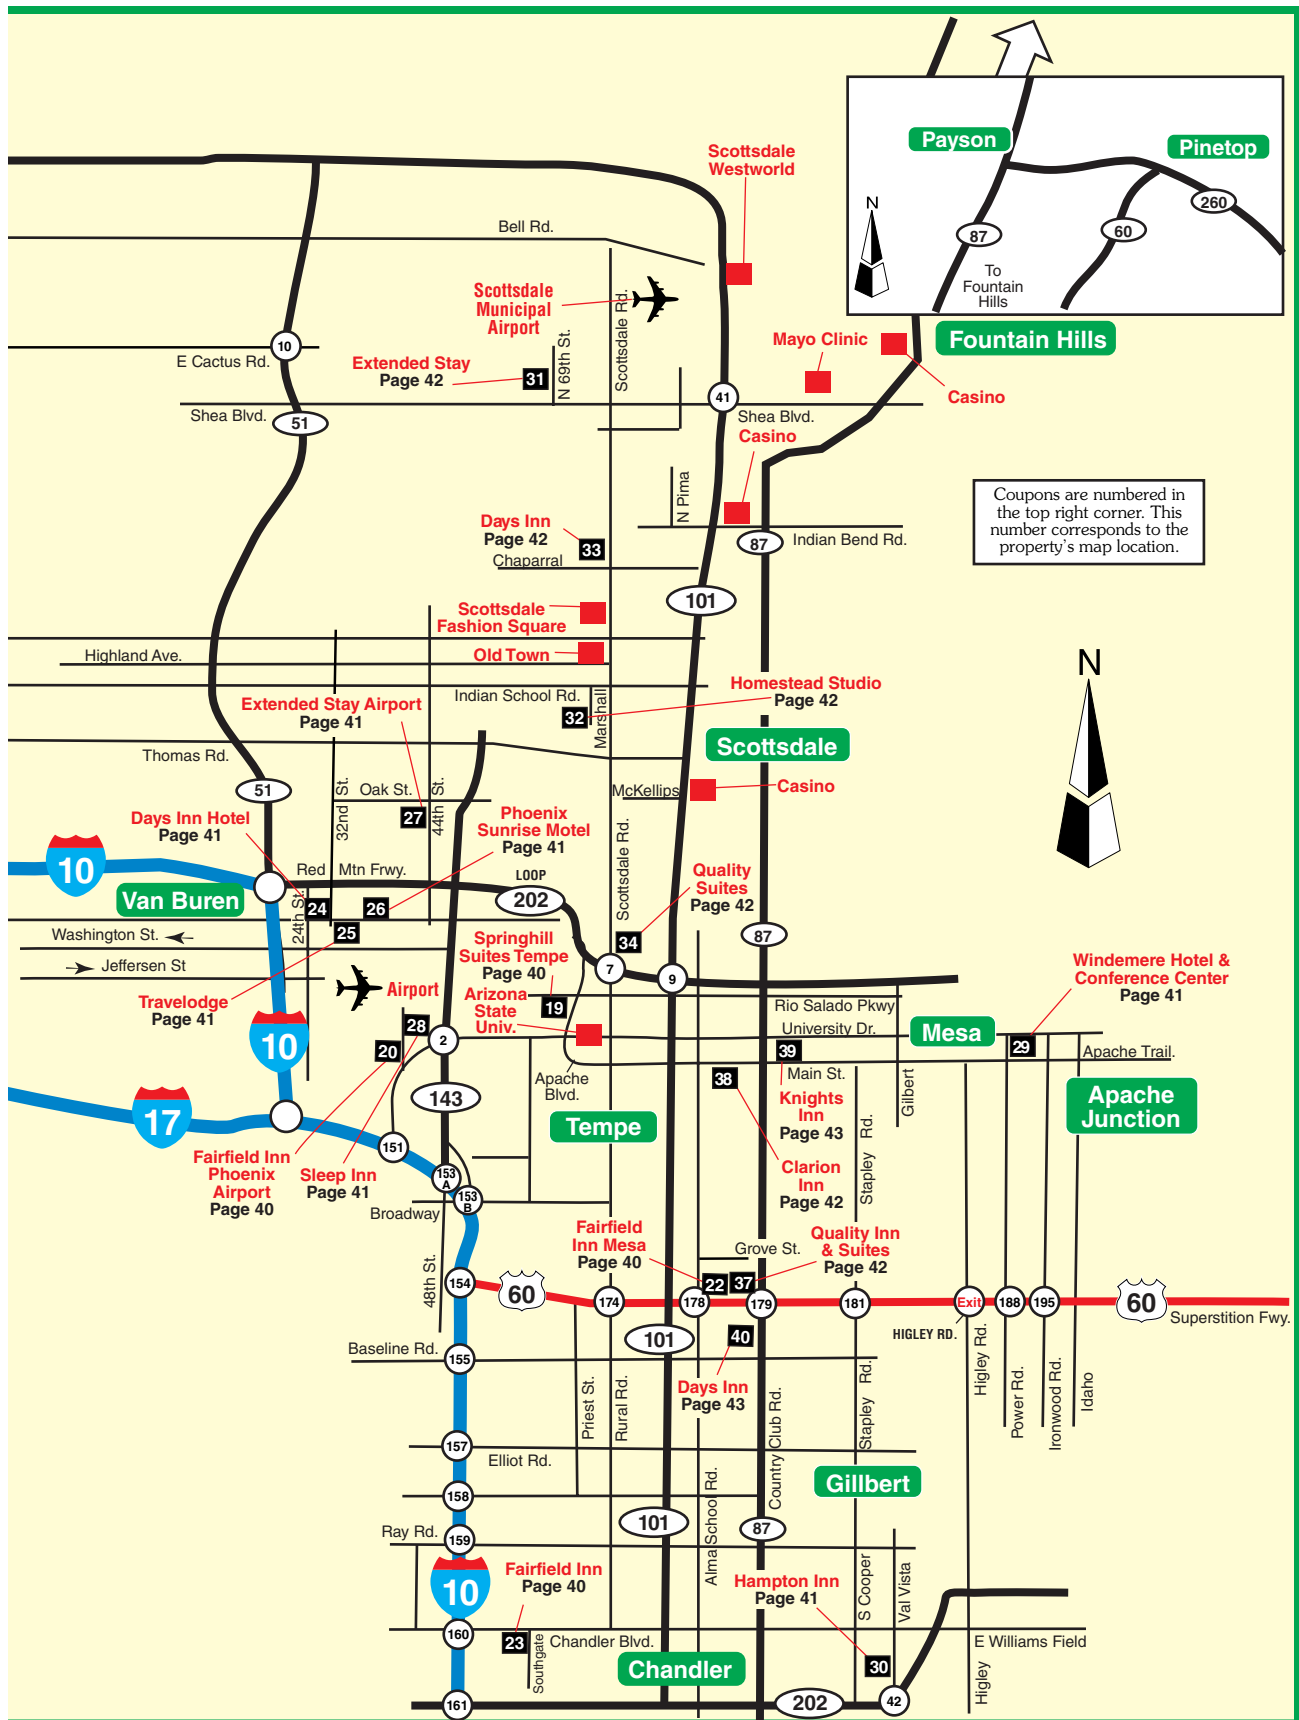 Scottsdale
Westworld
Payson
Pinetop
N
260
87
60
To
Fountain
Hills
Bell Rd.
Scottsdale
Municipal
Airport
Scottsdale Rd.
Fountain Hills
10
E Cactus Rd.
Extended Stay
Page 42
31
N 69th St.
Mayo Clinic
Casino
41
Shea Blvd.
51
Shea Blvd.
Casino
N Pima
Coupons are numbered in
the top right corner. This
number corresponds to the
property's map location.
Days Inn
Page 42
33
Chaparral
87
Indian Bend Rd.
101
Scottsdale
Fashion Square
Highland Ave.
Old Town
N
Indian School Rd.
Marshall
Homestead Studio
Page 42
32
Extended Stay Airport
Page 41
Scottsdale
Thomas Rd.
51
32nd St.
Oak St.
27
44th St.
McKellips
Casino
Days Inn Hotel
Page 41
Phoenix
Sunrise Motel
Page 41
Scottsdale Rd.
10
Red Mtn Frwy.
LOOP
202
Quality
Suites
Page 42
Van Buren
24th St.
24
26
25
Washington St.
Jeffersen St
Springhill
Suites Tempe
Page 40
34
87
7
9
Windemere Hotel &
Conference Center
Page 41
Travelodge
Page 41
Airport
Arizona
State
Univ.
19
Rio Salado Pkwy
University Dr.
Mesa
10
28
20
2
39
29
Apache Trail.
Apache
Blvd.
38
Main St.
Gilbert
17
143
Tempe
Knights
Inn
Page 43
Stapley Rd.
Apache
Junction
151
Fairfield Inn
Phoenix
Airport
Page 40
Sleep Inn
Page 41
153
A
153
B
Broadway
Clarion
Inn
Page 42
48th St.
Fairfield
Inn Mesa
Page 40
Grove St.
Quality Inn
& Suites
Page 42
22
37
154
60
174
178
179
181
Exit
188
195
60
Superstition Fwy.
HIGLEY RD.
101
40
Baseline Rd.
155
Days Inn
Page 43
Priest St.
Rural Rd.
Country Club Rd.
Stapley Rd.
Higley Rd.
Power Rd.
Ironwood Rd.
Idaho
157
Elliot Rd.
Gillbert
158
Alma School Rd.
101
87
Ray Rd.
159
10
Fairfield Inn
Page 40
Hampton Inn
Page 41
S Cooper
Val Vista
160
23
Southgate
Chandler Blvd.
E Williams Field
Chandler
30
Higley
161
202
42